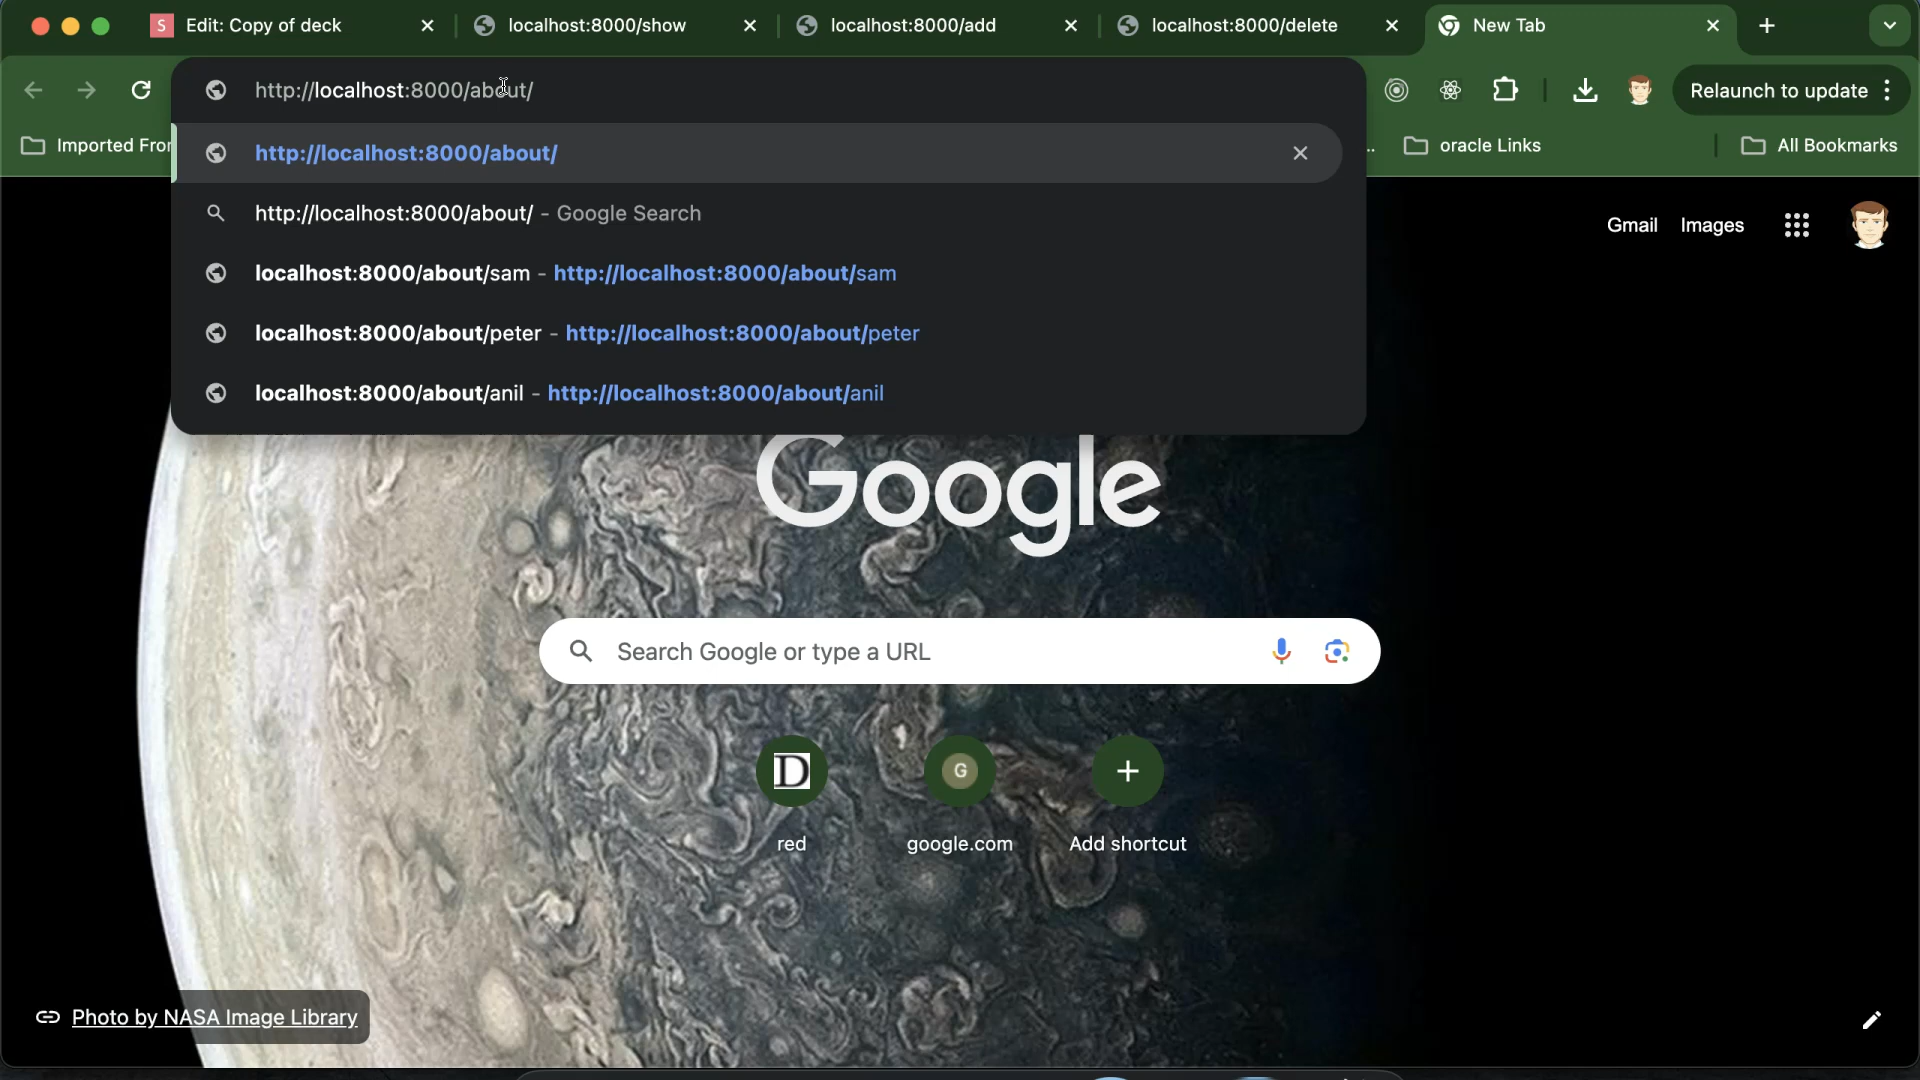 Edit: Copy of deck
localhost:8000/show
localhost:8000/add
localhost:8000/delete
New Tab
http://localhost:8000/about/
Relaunch to update
Imported Fror
http://localhost:8000/about/
..
oracle Links
All Bookmarks
http://localhost:8000/about/ - Google Search
Gmail
Images
localhost:8000/about/sam - http://localhost:8000/about/sam
localhost:8000/about/peter - http://localhost:8000/about/peter
localhost:8000/about/anil - http://localhost:8000/about/anil
Google
Search Google or type a URL
D
G
red
google.com
Add shortcut
Photo by NASA Image Library